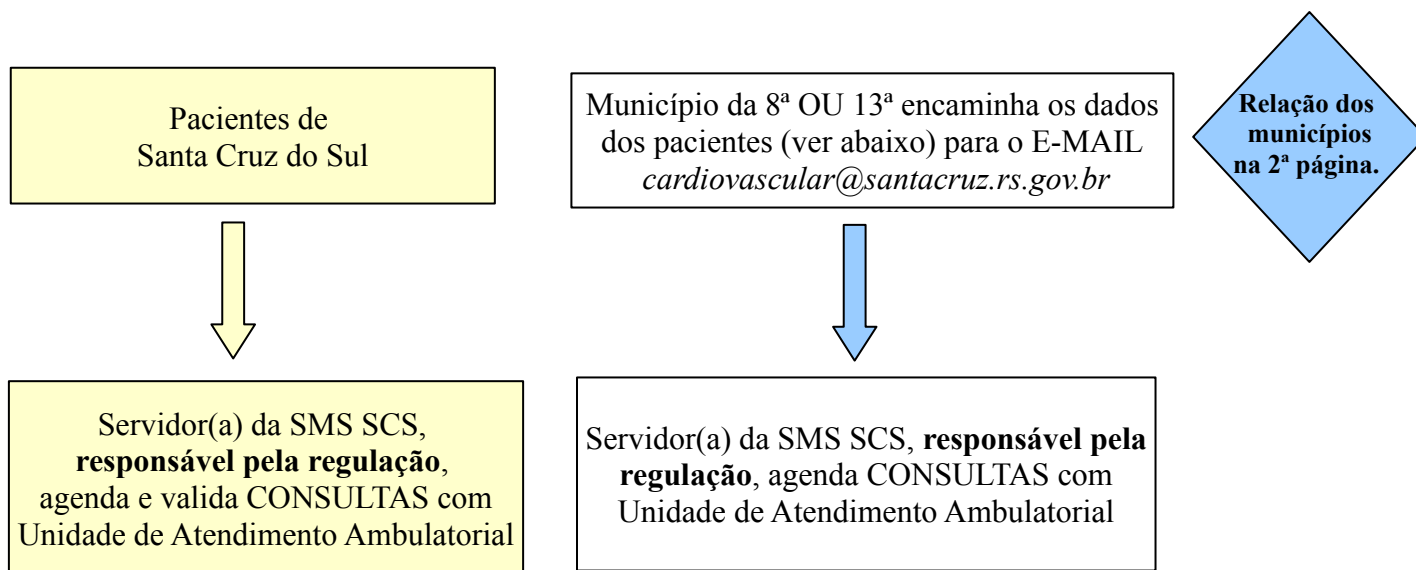 Pacientes de
Santa Cruz do Sul
Município da 8ª OU 13ª encaminha os dados
dos pacientes (ver abaixo) para o E-MAIL
cardiovascular@santacruz.rs.gov.br
Relação dos
municípios
na 2ª página.
Servidor(a) da SMS SCS,
responsável pela regulação,
agenda e valida CONSULTAS com
Unidade de Atendimento Ambulatorial
Servidor(a) da SMS SCS, responsável pela
regulação, agenda CONSULTAS com
Unidade de Atendimento Ambulatorial